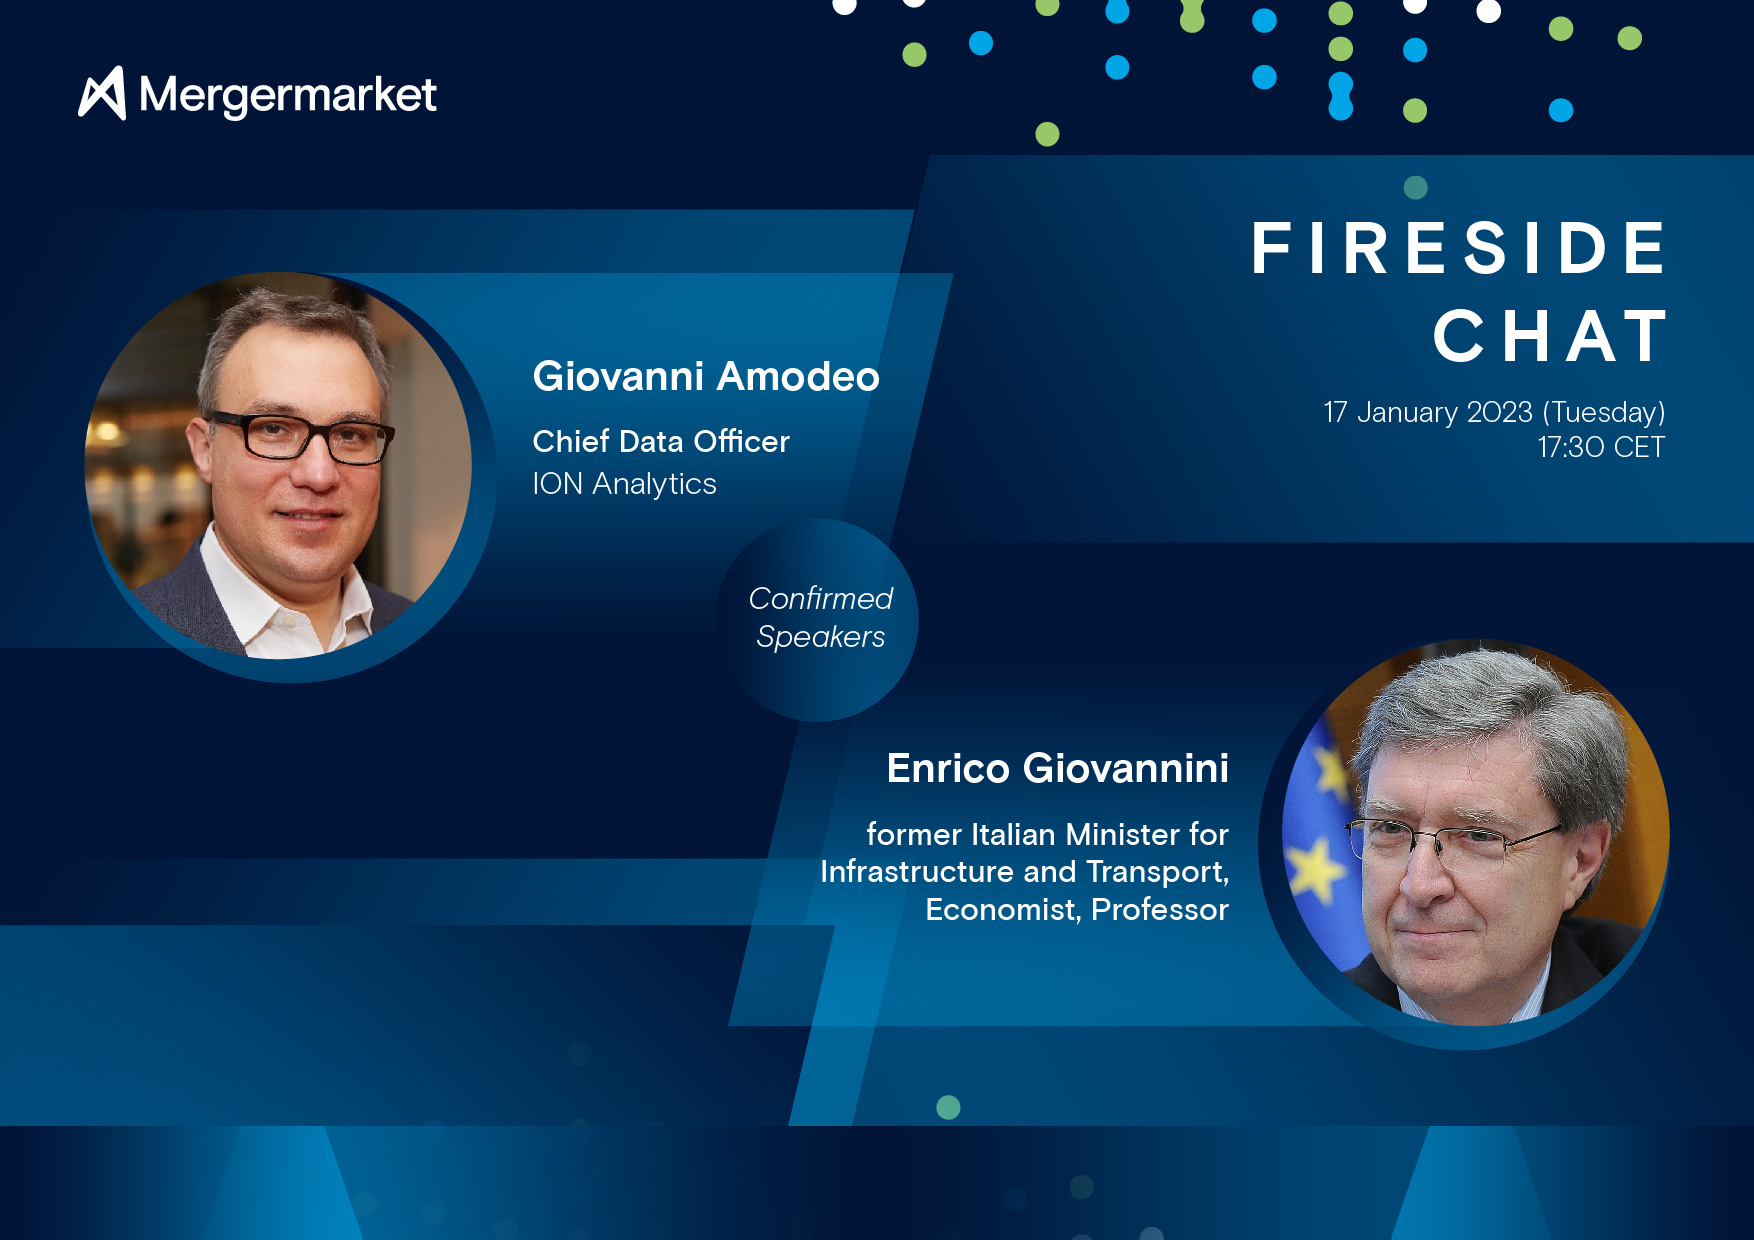 Mergermarket
FIRESIDE
CHAT
17 January 2023 (Tuesday)
17:30 CET
Giovanni Amodeo
Chief Data Officer
ION Analytics
Confirmed
Speakers
Enrico Giovannini
former Italian Minister for
Infrastructure and Transport,
Economist, Professor